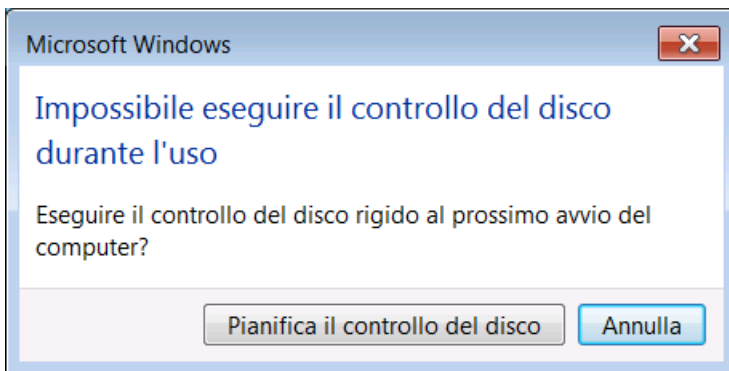 Microsoft Windows
Impossibile eseguire il controllo del disco
durante l'uso
Eseguire il controllo del disco rigido al prossimo avvio del
computer?
Pianifica il controllo del disco Annulla